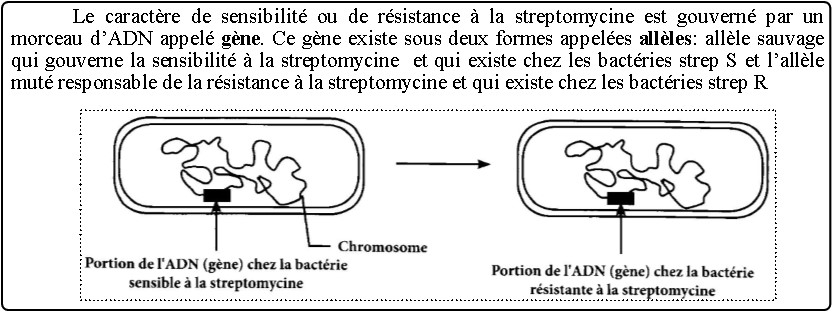 Le caractère de sensibilité ou de résistance à la streptomycine est gouverné par un
morceau d’ADN appelé gène. Ce gène existe sous deux formes appelées allèles: allèle sauvage
qui gouverne la sensibilité à la streptomycine et qui existe chez les bactéries strep S et l’allèle
muté responsable de la résistance à la streptomycine et qui existe chez les bactéries strep R
Chromosome
Portion de l'ADN (gène) chez la bactérie
sensible à la streptomycine
Portion de l'ADN (gène) chez la bactérie
résistante à la streptomycine